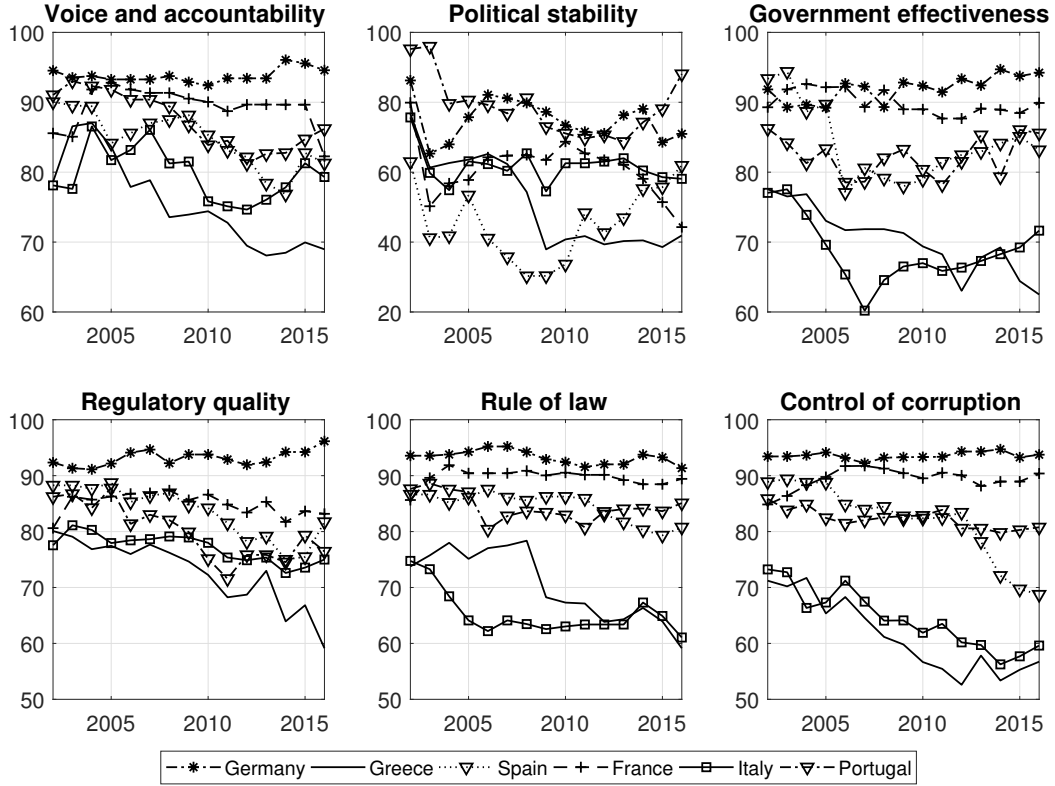 Voice and accountability
100
90
80
70
60
2005 2010 2015
Political stability
100
80
60
40
20
2005 2010 2015
Government effectiveness
100
90
80
70
60
2005 2010 2015
Regulatory quality
100
90
80
70
60
50
2005 2010 2015
Rule of law
100
90
80
70
60
50
2005 2010 2015
Control of corruption
100
90
80
70
60
50
2005 2010 2015
Germany Greece Spain France Italy Portugal